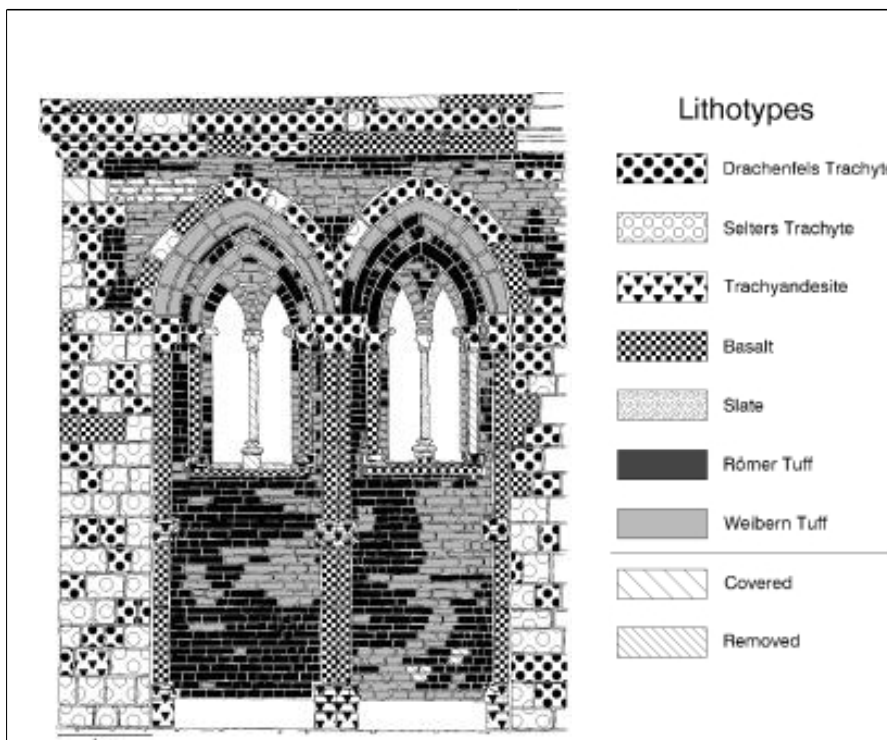 Lithotypes
Drachenfels Trachyte
Selters Trachyte
Trachyandesite
Basalt
Slate
Römer Tuff
Weibern Tuff
Covered
Removed